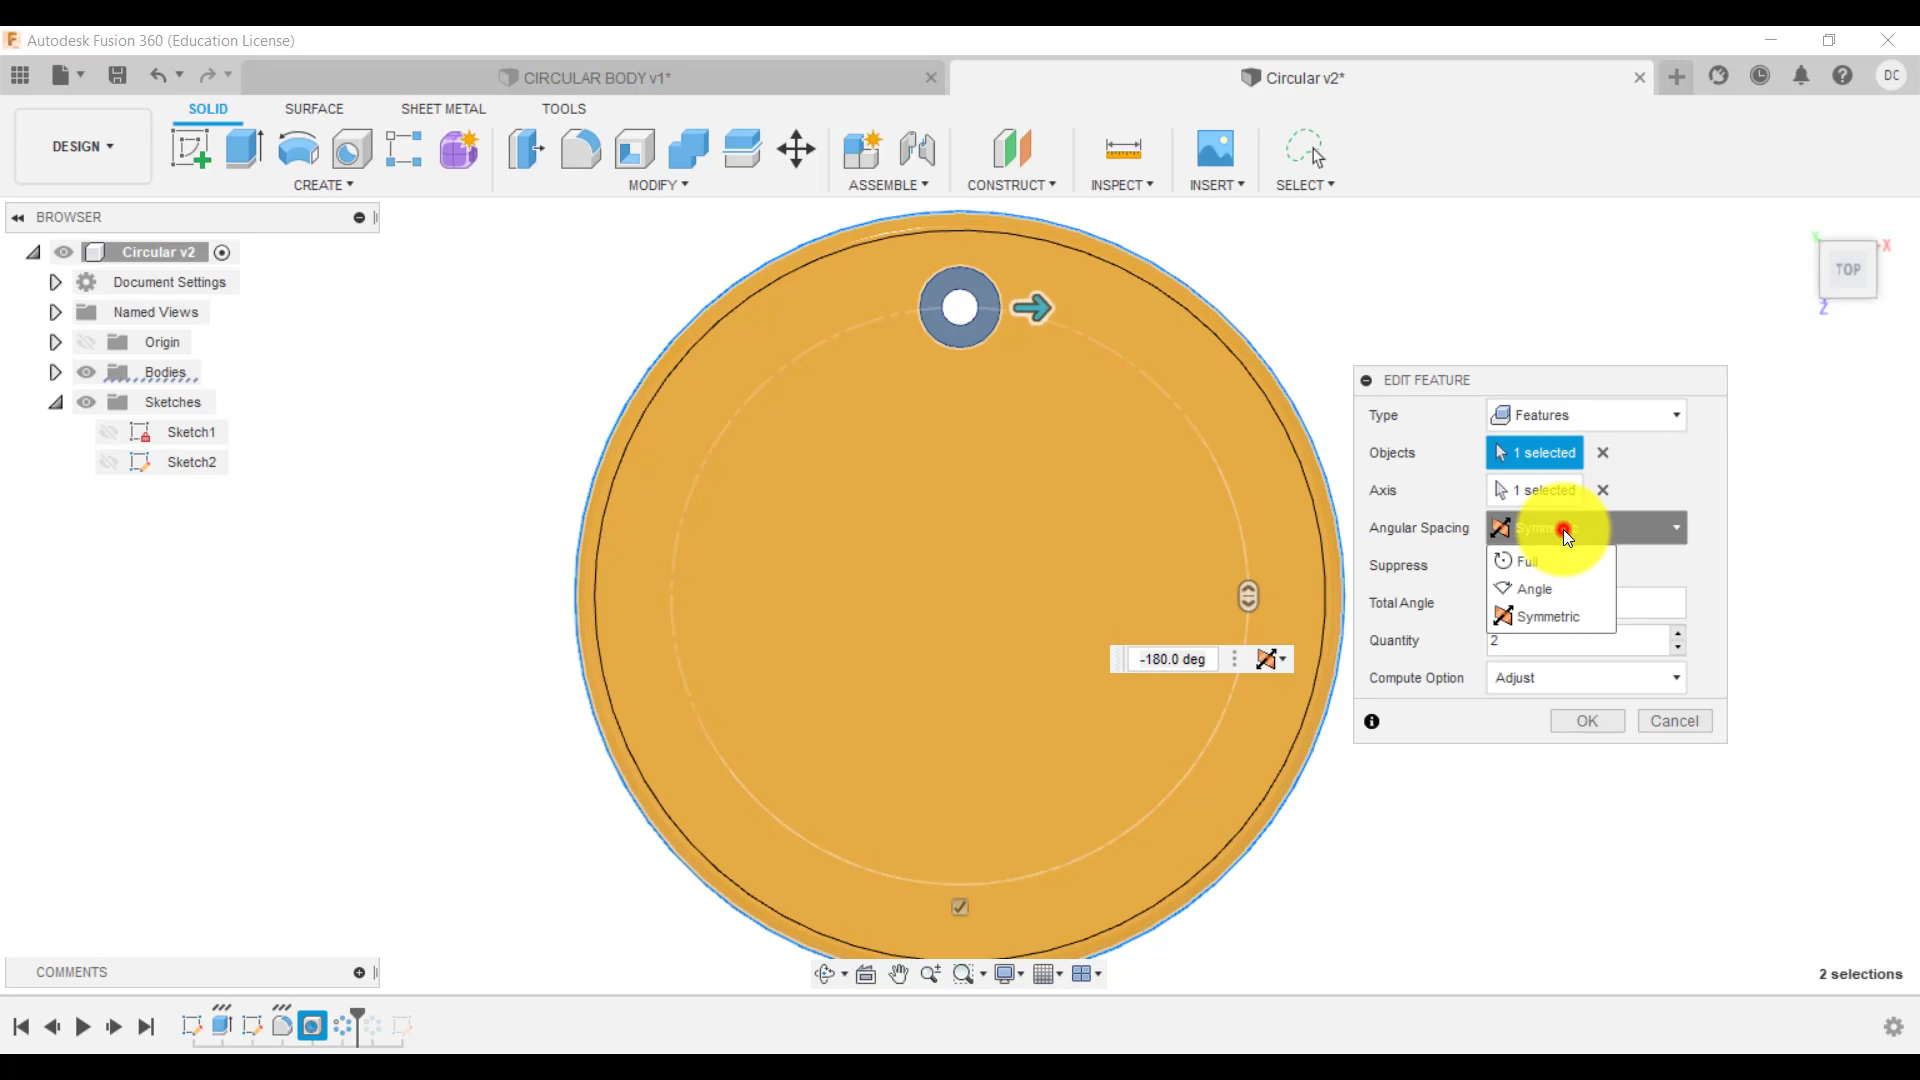 Autodesk Fusion 360 (Education License)
CIRCULAR BODY v1*
Circular v2*
DC
SOLID
SURFACE
SHEET METAL
TOOLS
DESIGN
CREATE
MODIFY
ASSEMBLE
CONSTRUCT
INSPECT
INSERT
SELECT
BROWSER
Circular v2
Document Settings
Named Views
Origin
Bodies
Sketches
Sketch1
Sketch2
Y
X
TOP
Z
EDIT FEATURE
Type Features
Objects 1 selected
Axis 1 selected
Angular Spacing Symmetric
Full
Suppress
Angle
Total Angle
Symmetric
Quantity 2
-180.0 deg
Compute Option Adjust
OK Cancel
COMMENTS
2 selections